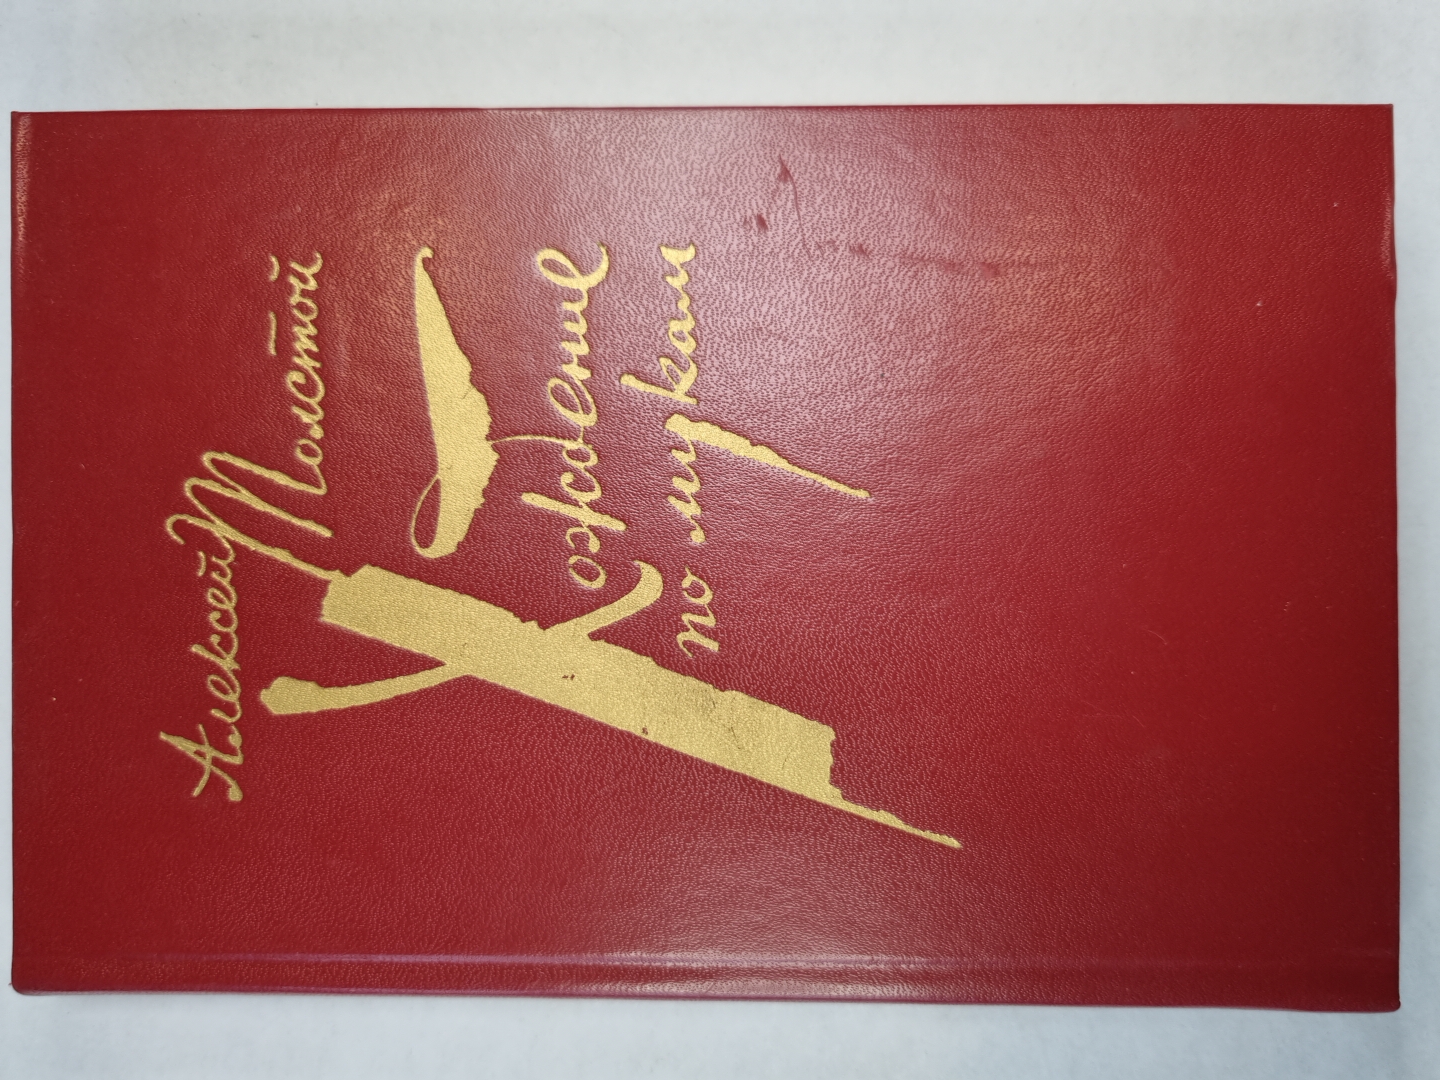 Алексей Толстой
Хождение
по мукам